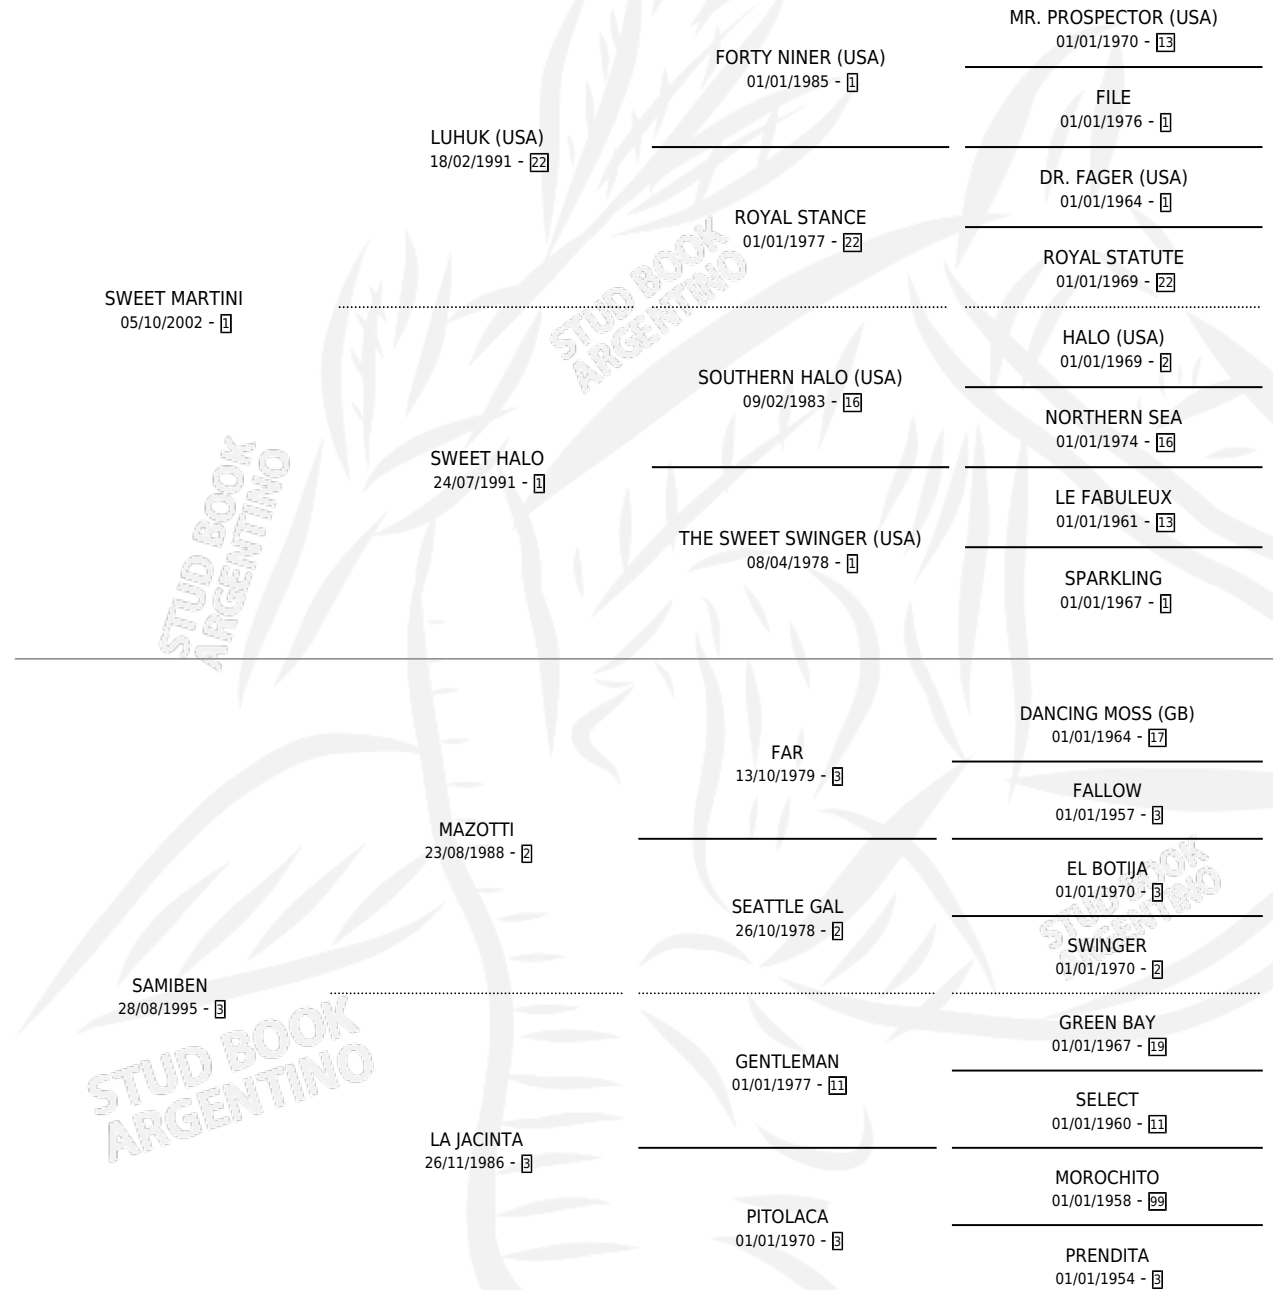 MR. PROSPECTOR (USA)
01/01/1970 - 13
FORTY NINER (USA)
01/01/1985 - 1
FILE
01/01/1976 - 1
LUHUK (USA)
18/02/1991 - 22
DR. FAGER (USA)
01/01/1964 - 1
ROYAL STANCE
01/01/1977 - 22
ROYAL STATUTE
01/01/1969 - 22
SWEET MARTINI
05/10/2002 - 1
HALO (USA)
01/01/1969 - 2
SOUTHERN HALO (USA)
09/02/1983 - 16
NORTHERN SEA
01/01/1974 - 16
SWEET HALO
24/07/1991 - 1
LE FABULEUX
01/01/1961 - 13
THE SWEET SWINGER (USA)
08/04/1978 - 1
SPARKLING
01/01/1967 - 1
STUD BOOK
ARGENTINO
STUD BOOK
ARGENTINO
DANCING MOSS (GB)
01/01/1964 - 17
FAR
13/10/1979 - 3
FALLOW
01/01/1957 - 3
MAZOTTI
23/08/1988 - 2
EL BOTIJA
01/01/1970 - 3
SEATTLE GAL
26/10/1978 - 2
SWINGER
01/01/1970 - 2
SAMIBEN
28/08/1995 - 3
GREEN BAY
01/01/1967 - 19
GENTLEMAN
01/01/1977 - 11
SELECT
01/01/1960 - 11
LA JACINTA
26/11/1986 - 3
MOROCHITO
01/01/1958 - 99
PITOLACA
01/01/1970 - 3
PRENDITA
01/01/1954 - 3
STUD BOOK
ARGENTINO
STUD BOOK
ARGENTINO